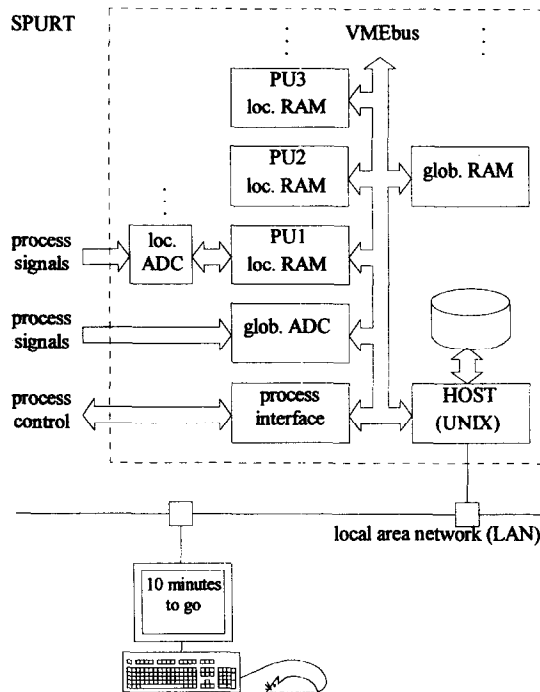 SPURT
VMEbus
PU3
loc. RAM
PU2
loc. RAM
glob. RAM
process
signals
loc.
ADC
PU1
loc. RAM
process
signals
glob. ADC
process
control
process
interface
HOST
(UNIX)
local area network (LAN)
10 minutes
to go